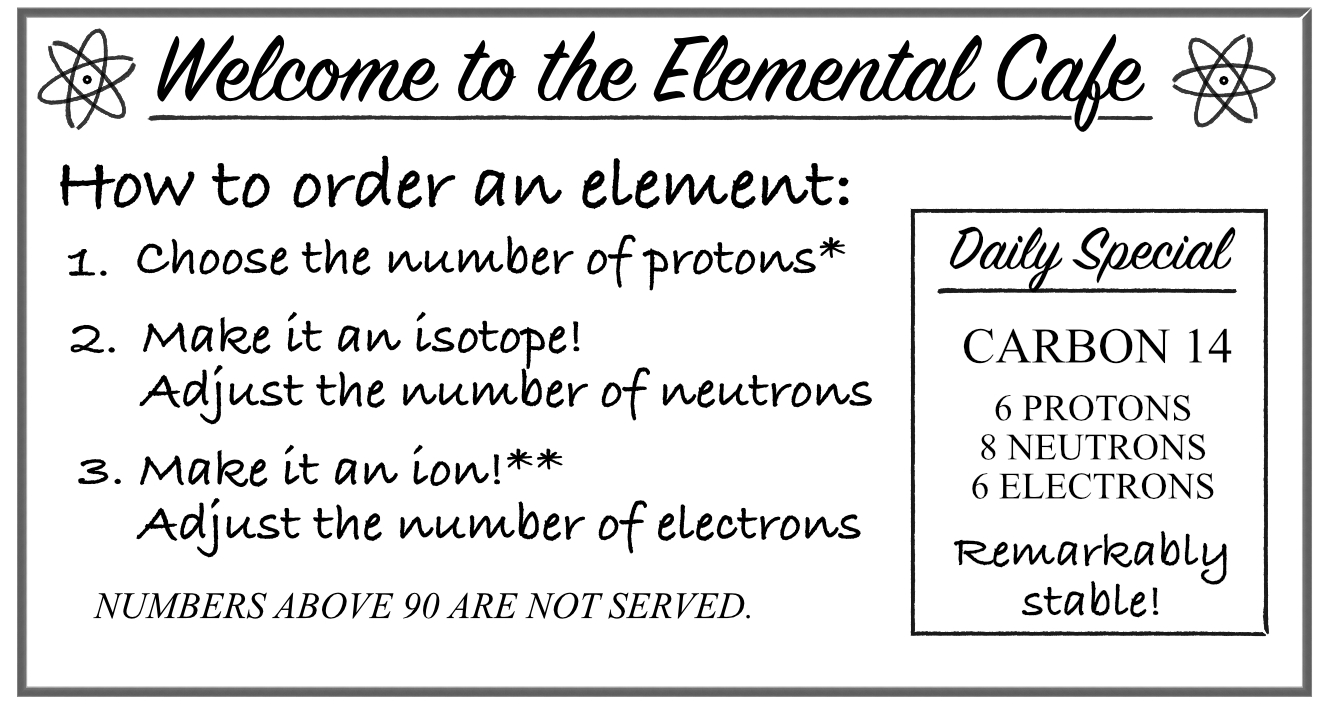 Welcome to the Elemental Cafe
How to order an element:
1. Choose the number of protons*
2. Make it an isotope!
Adjust the number of neutrons
3. Make it an ion!**
Adjust the number of electrons
NUMBERS ABOVE 90 ARE NOT SERVED.
Daily Special
CARBON 14
6 PROTONS
8 NEUTRONS
6 ELECTRONS
Remarkably
stable!